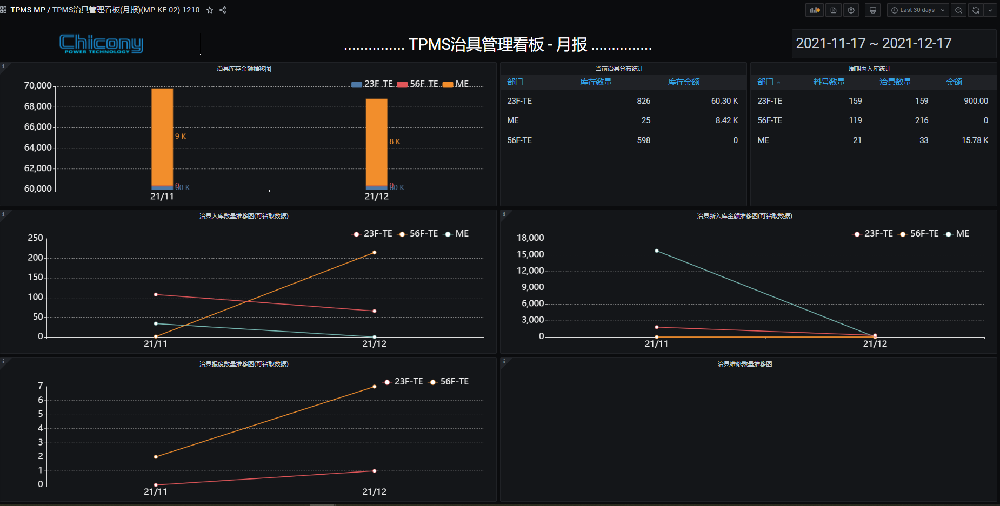 TPMS-MP / TPMS治具管理看板(月报)(MP-KF-02)-1210
Last 30 days
Chicony
POWER TECHNOLOGY
............... TPMS治具管理看板 - 月报 ...............
2021-11-17 ~ 2021-12-17
治具库存金额推移图
23F-TE 56F-TE ME
70,000
68,000
66,000
64,000
62,000
60,000
9 K
0
60 K
8 K
0
60 K
21/11 21/12
当前治具分布统计
部门 库存数量 库存金额
23F-TE 826 60.30 K
ME 25 8.42 K
56F-TE 598 0
周期内入库统计
部门 料号数量 治具数量 金额
23F-TE 159 159 900.00
56F-TE 119 216 0
ME 21 33 15.78 K
治具入库数量推移图(可钻取数据)
23F-TE 56F-TE ME
250
200
150
100
50
0
21/11 21/12
治具新入库金额推移图(可钻取数据)
23F-TE 56F-TE ME
18,000
15,000
12,000
9,000
6,000
3,000
0
21/11 21/12
治具报废数量推移图(可钻取数据)
23F-TE 56F-TE
7
6
5
4
3
2
1
0
21/11 21/12
治具维修数量推移图